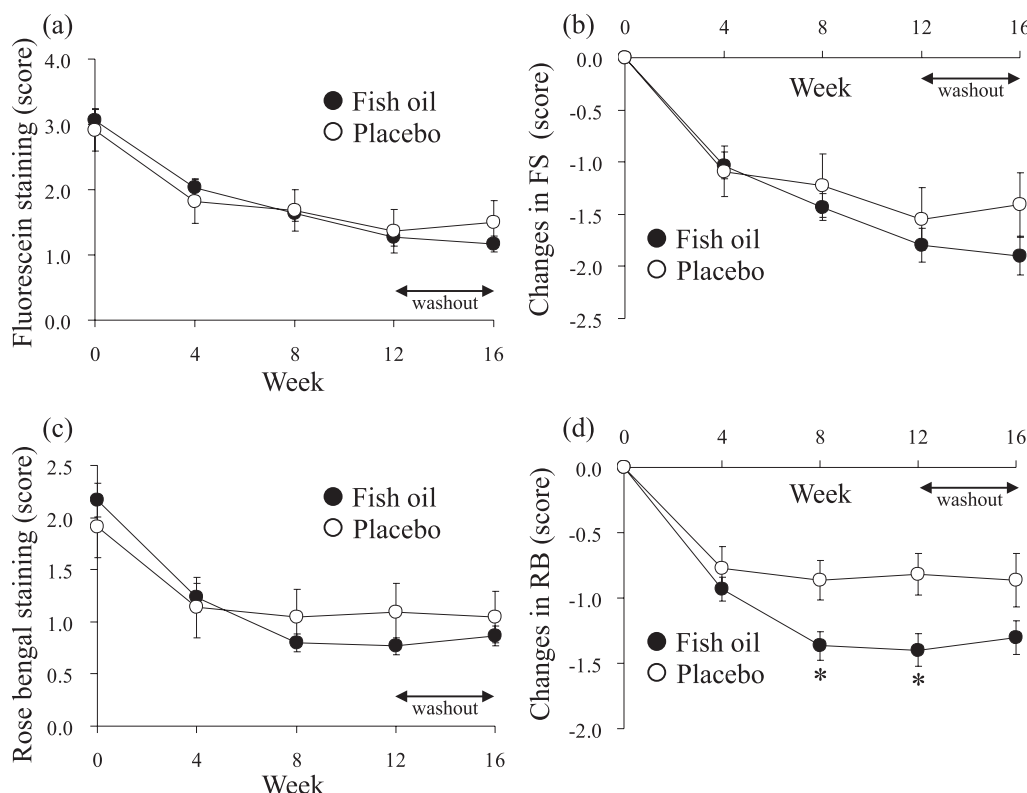 (a)
Fluorescein staining (score)
4.0
3.0
2.0
1.0
0.0
Fish oil
Placebo
washout
0 4 8 12 16
Week
(b)
Changes in FS (score)
0 4 8 12 16
Week
washout
0.0
-0.5
-1.0
-1.5
-2.0
-2.5
Fish oil
Placebo
(c)
Rose bengal staining (score)
2.5
2.0
1.5
1.0
0.5
0.0
Fish oil
Placebo
washout
0 4 8 12 16
Week
(d)
Changes in RB (score)
0 4 8 12 16
Week
washout
0.0
-0.5
-1.0
-1.5
-2.0
Fish oil
Placebo
* *